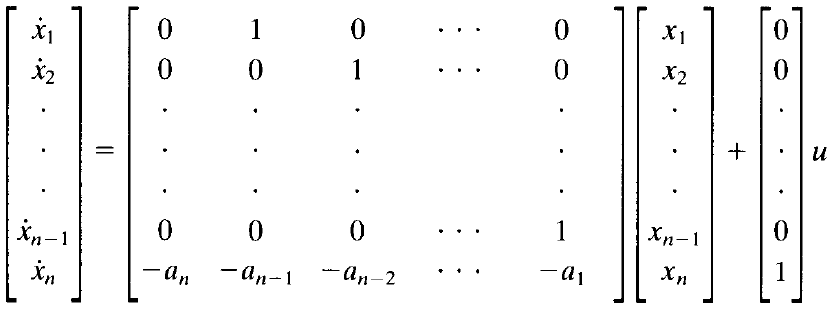 ẋ₁ 0 1 0 · · · 0 x₁ 0
ẋ₂ 0 0 1 · · · 0 x₂ 0
· · · · · · ·
· = · · · · · + · u
· · · · · · ·
ẋₙ₋₁ 0 0 0 · · · 1 xₙ₋₁ 0
ẋₙ −aₙ −aₙ₋₁ −aₙ₋₂ · · · −a₁ xₙ 1